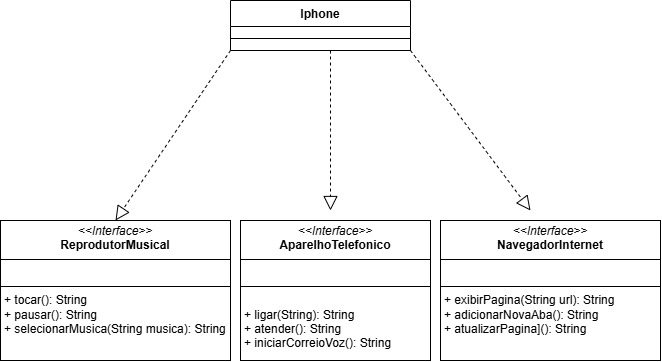 Iphone
<<Interface>>
ReprodutorMusical
+ tocar(): String
+ pausar(): String
+ selecionarMusica(String musica): String
<<Interface>>
AparelhoTelefonico
+ ligar(String): String
+ atender(): String
+ iniciarCorreioVoz(): String
<<Interface>>
NavegadorInternet
+ exibirPagina(String url): String
+ adicionarNovaAba(): String
+ atualizarPagina](): String